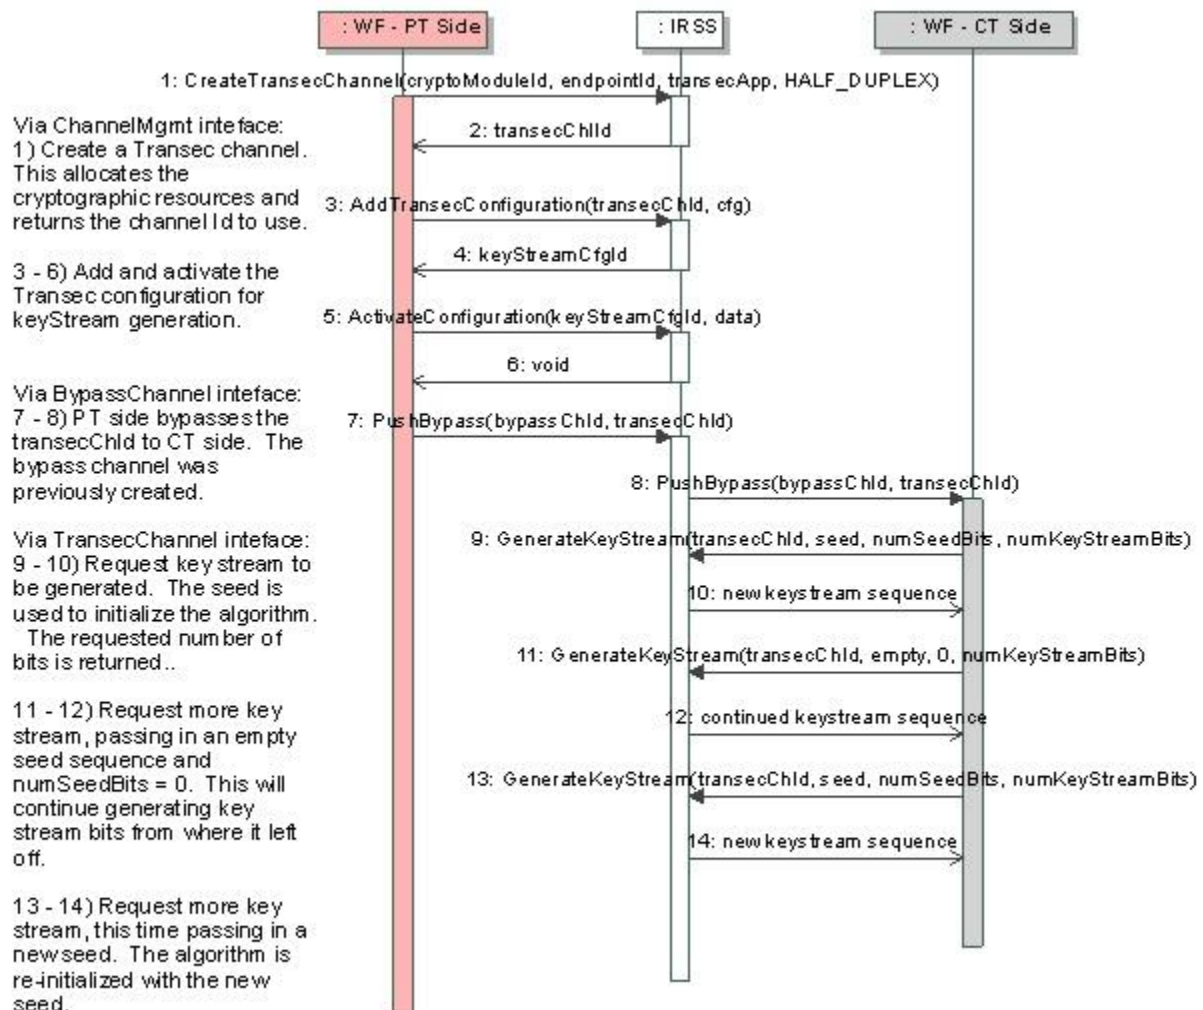 : WF - PT Side
: IRSS
: WF - CT Side
1: CreateTransecChannel(cryptoModuleId, endpointId, transecApp, HALF_DUPLEX)
Via ChannelMgmt inteface:
1) Create a Transec channel.
This allocates the
cryptographic resources and
returns the channel Id to use.
2: transecChlId
3: AddTransecConfiguration(transecChId, cfg)
4: keyStreamCfgId
3 - 6) Add and activate the
Transec configuration for
keyStream generation.
5: ActivateConfiguration(keyStreamCfgId, data)
6: void
Via BypassChannel inteface:
7 - 8) PT side bypasses the
transecChId to CT side. The
bypass channel was
previously created.
7: PushBypass(bypassChId, transecChId)
8: PushBypass(bypassChId, transecChId)
Via TransecChannel inteface:
9 - 10) Request key stream to
be generated. The seed is
used to initialize the algorithm.
The requested number of
bits is returned..
9: GenerateKeyStream(transecChId, seed, numSeedBits, numKeyStreamBits)
10: new keystream sequence
11: GenerateKeyStream(transecChId, empty, 0, numKeyStreamBits)
11 - 12) Request more key
stream, passing in an empty
seed sequence and
numSeedBits = 0. This will
continue generating key
stream bits from where it left
off.
12: continued keystream sequence
13: GenerateKeyStream(transecChId, seed, numSeedBits, numKeyStreamBits)
14: new keystream sequence
13 - 14) Request more key
stream, this time passing in a
new seed. The algorithm is
re-initialized with the new
seed.